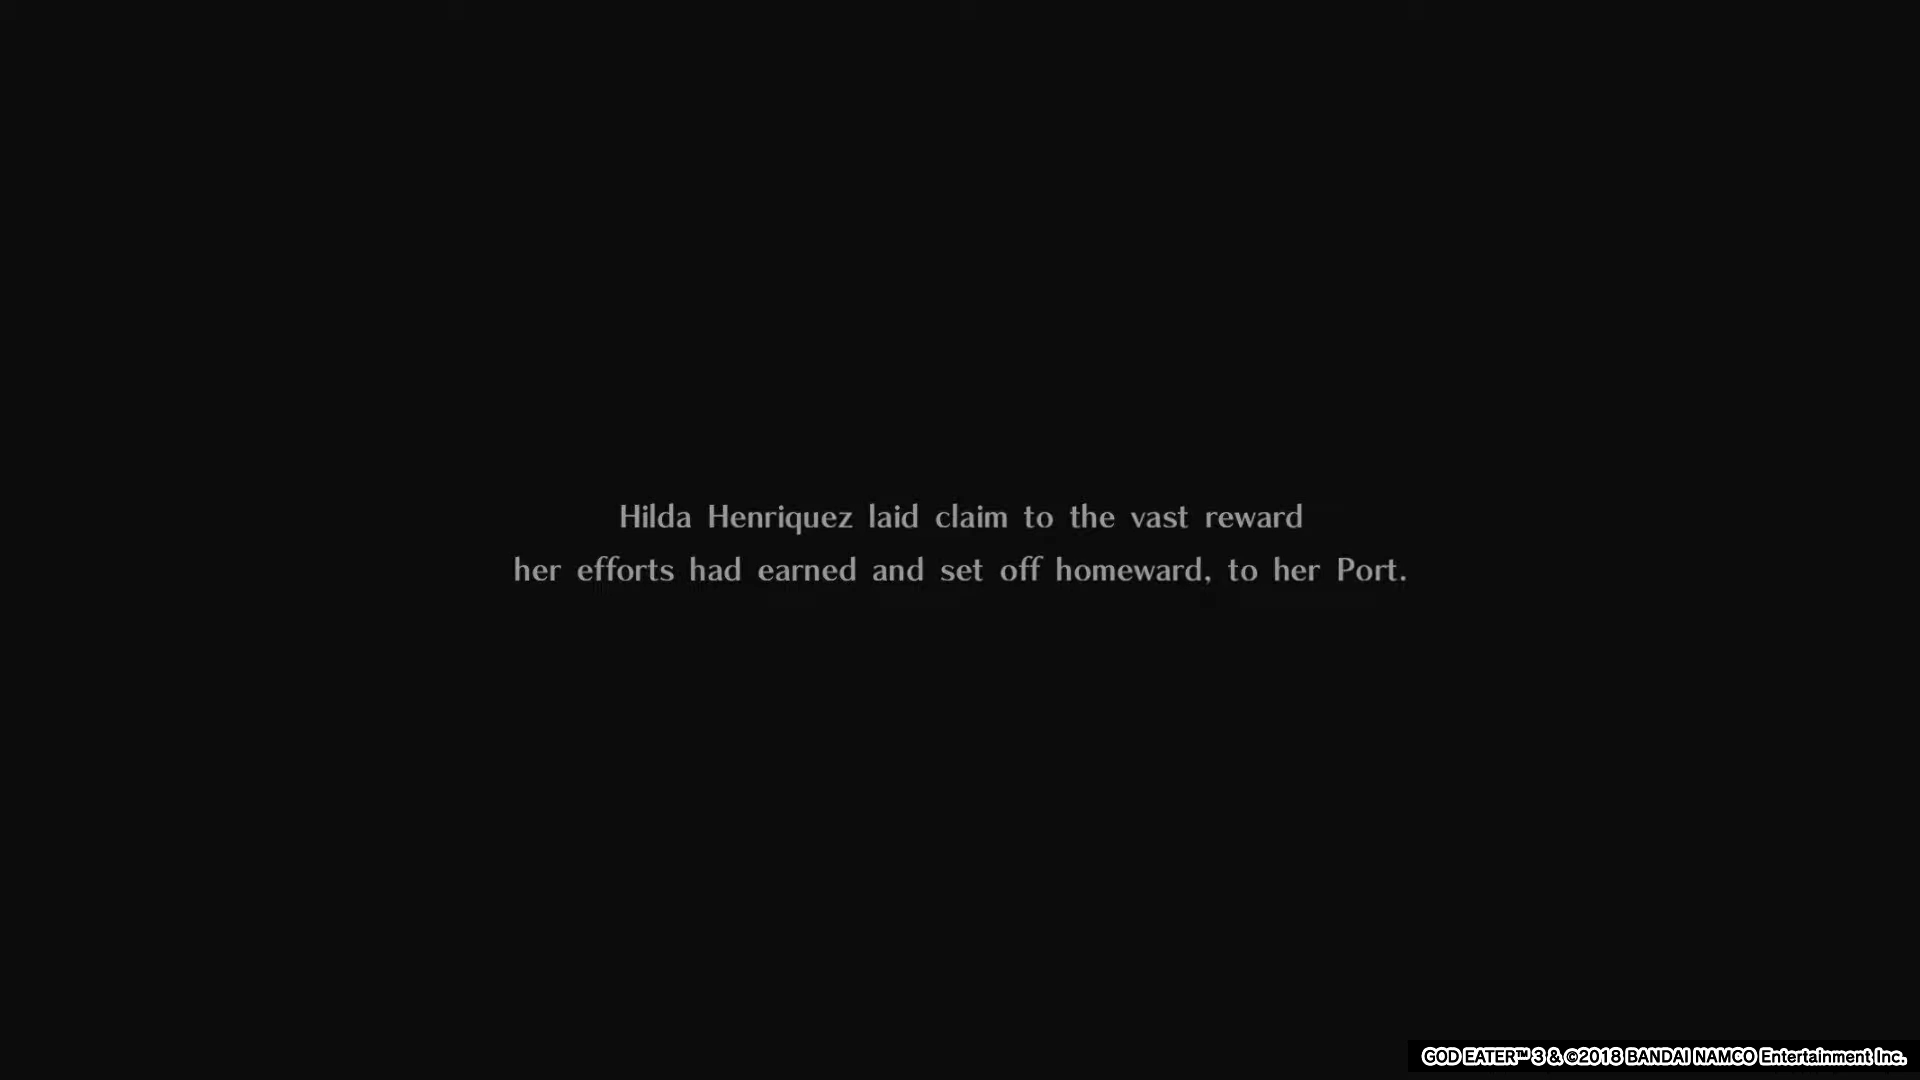 Hilda Henriquez laid claim to the vast reward
her efforts had earned and set off homeward, to her Port.
GOD EATER™ 3 & ©2018 BANDAI NAMCO Entertainment Inc.